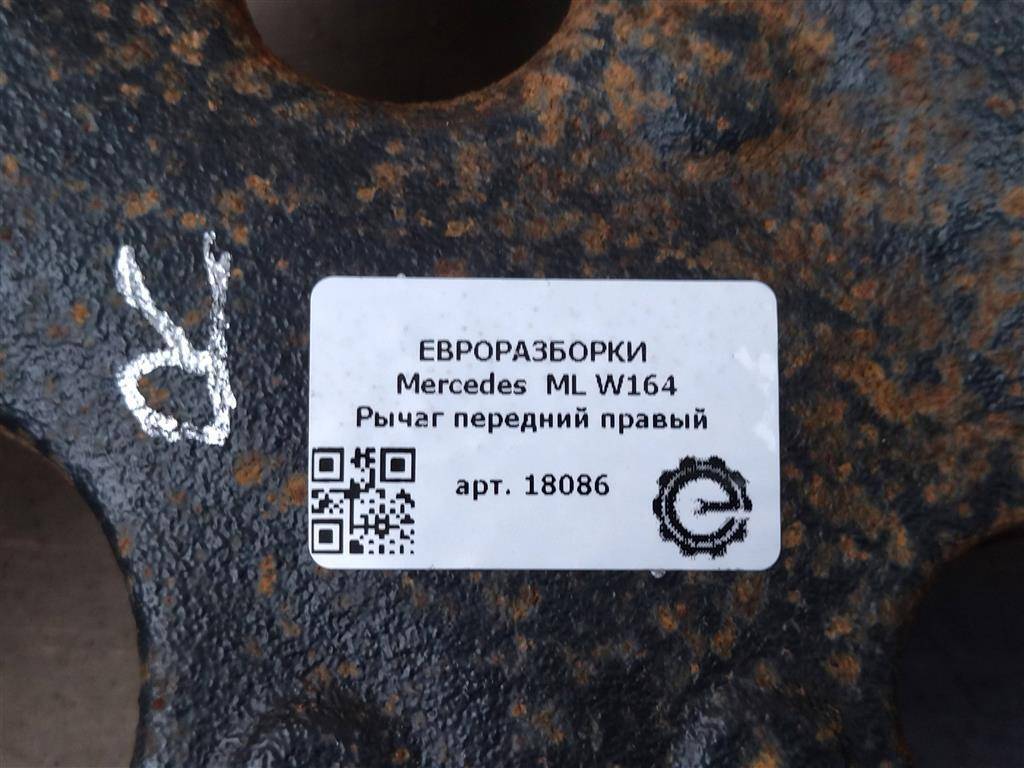 R
ЕВРОРАЗБОРКИ
Mercedes ML W164
Рычаг передний правый
арт. 18086